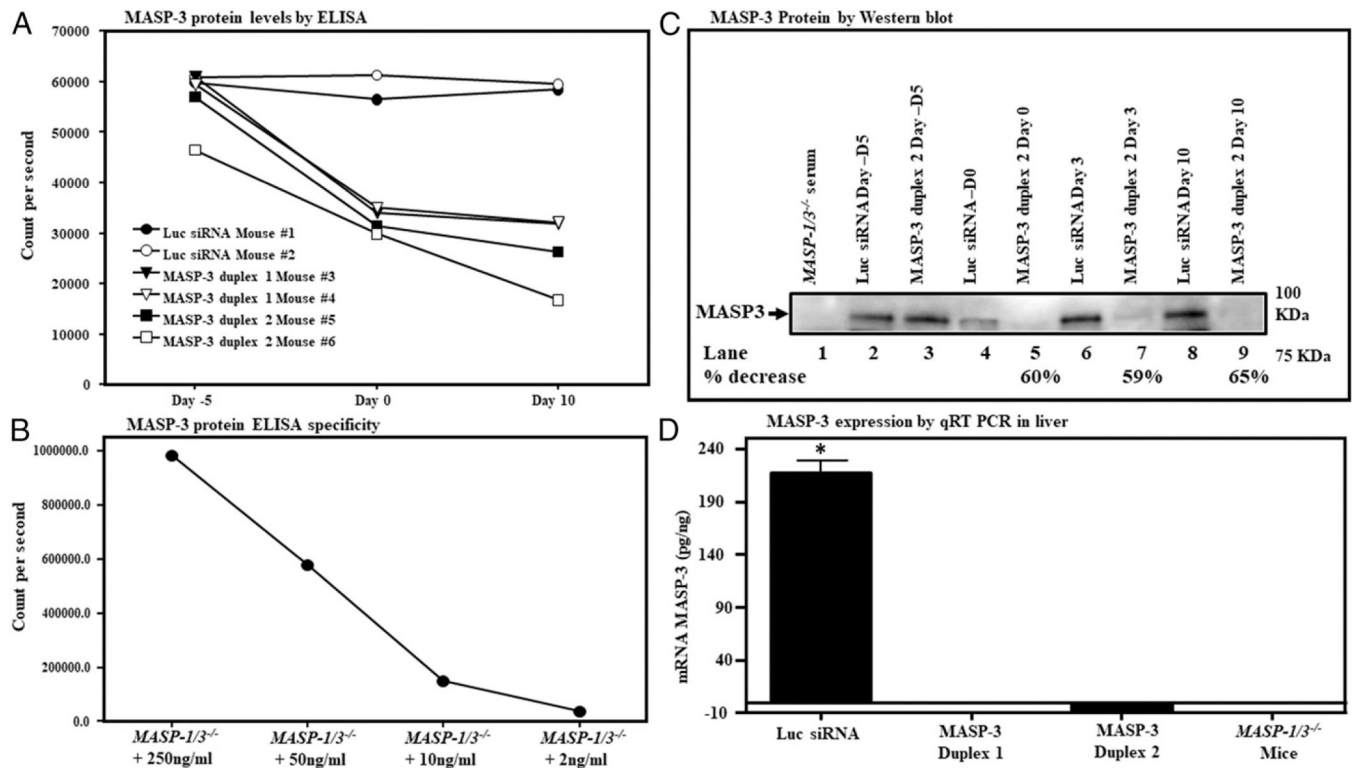 A
MASP-3 protein levels by ELISA
70000
60000
50000
40000
30000
20000
10000
0
Count per second
Luc siRNA Mouse #1
Luc siRNA Mouse #2
MASP-3 duplex 1 Mouse #3
MASP-3 duplex 1 Mouse #4
MASP-3 duplex 2 Mouse #5
MASP-3 duplex 2 Mouse #6
Day -5 Day 0 Day 10
C
MASP-3 Protein by Western blot
MASP-1/3-/- serum
Luc siRNA Day –D5
MASP-3 duplex 2 Day –D5
Luc siRNA –D0
MASP-3 duplex 2 Day 0
Luc siRNA Day 3
MASP-3 duplex 2 Day 3
Luc siRNA Day 10
MASP-3 duplex 2 Day 10
MASP3
100
KDa
Lane 1 2 3 4 5 6 7 8 9 75 KDa
% decrease 60% 59% 65%
B
MASP-3 protein ELISA specificity
1000000.0
800000.0
600000.0
400000.0
200000.0
0.0
Count per second
MASP-1/3-/- MASP-1/3-/- MASP-1/3-/- MASP-1/3-/-
+ 250ng/ml + 50ng/ml + 10ng/ml + 2ng/ml
D
MASP-3 expression by qRT PCR in liver
240
190
140
90
40
-10
mRNA MASP-3 (pg/ng)
*
Luc siRNA MASP-3 MASP-3 MASP-1/3-/-
Duplex 1 Duplex 2 Mice